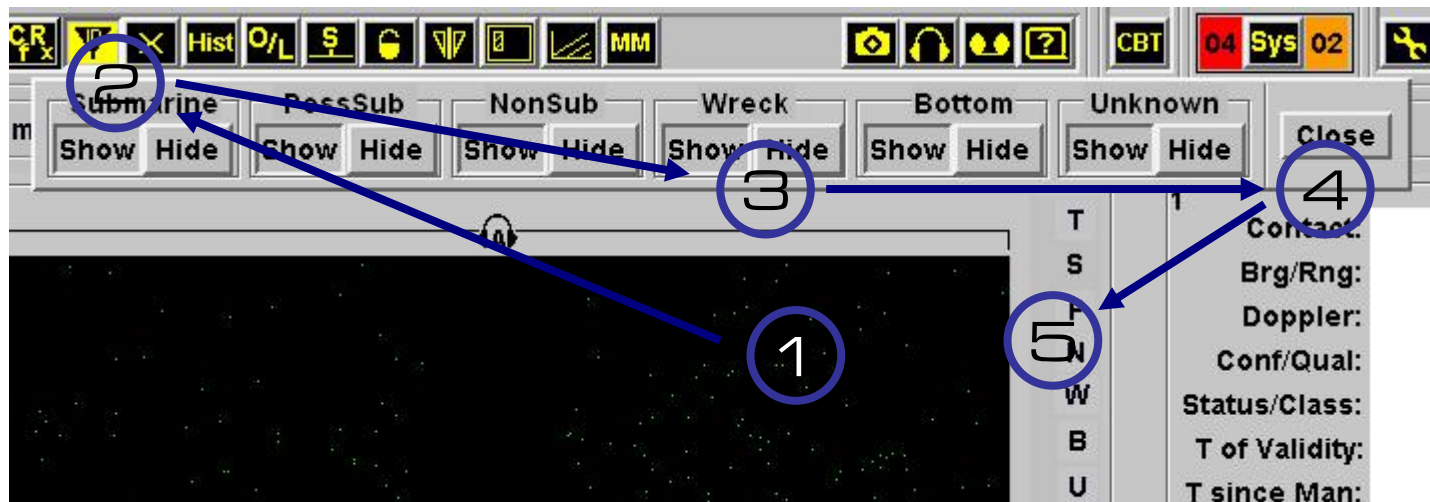 CR Hist O/L S MM ? CBT 04 Sys 02
2
Submarine PossSub NonSub Wreck Bottom Unknown
m Show Hide Show Hide Show Hide Show Hide Show Hide Show Hide Close
3 4
1
T Contact:
S Brg/Rng:
F Doppler:
1 5 N Conf/Qual:
W Status/Class:
B T of Validity:
U T since Man: